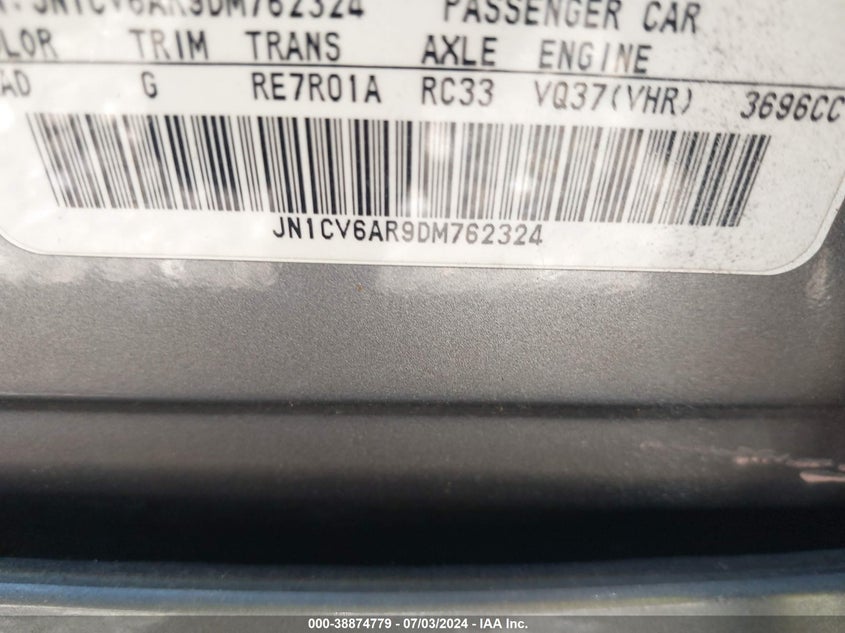 JN1CV6AR9DM762324 PASSENGER CAR
TRIM TRANS AXLE ENGINE
G RE7R01A RC33 VQ37(VHR) 3696CC
JN1CV6AR9DM762324
000-38874779 - 07/03/2024 - IAA Inc.